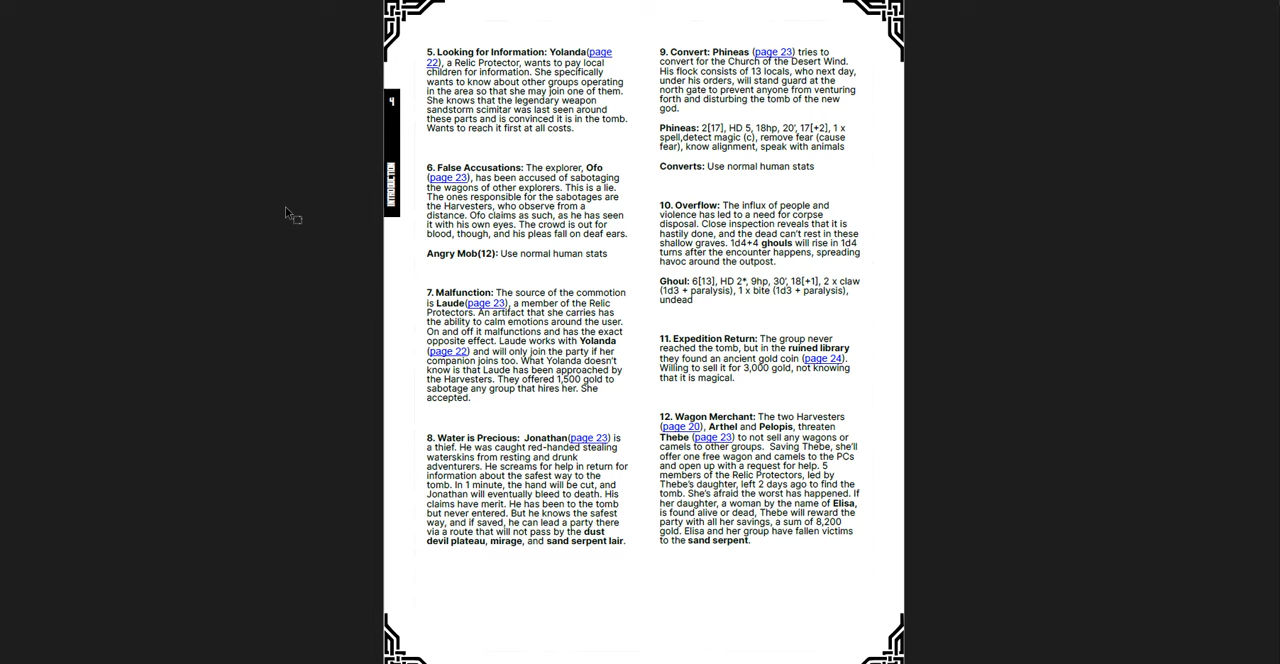 4
INTRODUCTION
5. Looking for Information: Yolanda(page
22), a Relic Protector, wants to pay local
children for information. She specifically
wants to know about other groups operating
in the area so that she may join one of them.
She knows that the legendary weapon
sandstorm scimitar was last seen around
these parts and is convinced it is in the tomb.
Wants to reach it first at all costs.
6. False Accusations: The explorer, Ofo
(page 23), has been accused of sabotaging
the wagons of other explorers. This is a lie.
The ones responsible for the sabotages are
the Harvesters, who observe from a
distance. Ofo claims as such, as he has seen
it with his own eyes. The crowd is out for
blood, though, and his pleas fall on deaf ears.
Angry Mob(12): Use normal human stats
7. Malfunction: The source of the commotion
is Laude(page 23), a member of the Relic
Protectors. An artifact that she carries has
the ability to calm emotions around the user.
On and off it malfunctions and has the exact
opposite effect. Laude works with Yolanda
(page 22) and will only join the party if her
companion joins too. What Yolanda doesn't
know is that Laude has been approached by
the Harvesters. They offered 1,500 gold to
sabotage any group that hires her. She
accepted.
8. Water is Precious: Jonathan(page 23) is
a thief. He was caught red-handed stealing
waterskins from resting and drunk
adventurers. He screams for help in return for
information about the safest way to the
tomb. In 1 minute, the hand will be cut, and
Jonathan will eventually bleed to death. His
claims have merit. He has been to the tomb
but never entered. But he knows the safest
way, and if saved, he can lead a party there
via a route that will not pass by the dust
devil plateau, mirage, and sand serpent lair.
9. Convert: Phineas (page 23) tries to
convert for the Church of the Desert Wind.
His flock consists of 13 locals, who next day,
under his orders, will stand guard at the
north gate to prevent anyone from venturing
forth and disturbing the tomb of the new
god.
Phineas: 2[17], HD 5, 18hp, 20', 17[+2], 1 x
spell,detect magic (c), remove fear (cause
fear), know alignment, speak with animals
Converts: Use normal human stats
10. Overflow: The influx of people and
violence has led to a need for corpse
disposal. Close inspection reveals that it is
hastily done, and the dead can't rest in these
shallow graves. 1d4+4 ghouls will rise in 1d4
turns after the encounter happens, spreading
havoc around the outpost.
Ghoul: 6[13], HD 2*, 9hp, 30', 18[+1], 2 x claw
(1d3 + paralysis), 1 x bite (1d3 + paralysis),
undead
11. Expedition Return: The group never
reached the tomb, but in the ruined library
they found an ancient gold coin (page 24).
Willing to sell it for 3,000 gold, not knowing
that it is magical.
12. Wagon Merchant: The two Harvesters
(page 20), Arthel and Pelopis, threaten
Thebe (page 23) to not sell any wagons or
camels to other groups. Saving Thebe, she'll
offer one free wagon and camels to the PCs
and open up with a request for help. 5
members of the Relic Protectors, led by
Thebe's daughter, left 2 days ago to find the
tomb. She's afraid the worst has happened. If
her daughter, a woman by the name of Elisa,
is found alive or dead, Thebe will reward the
party with all her savings, a sum of 8,200
gold. Elisa and her group have fallen victims
to the sand serpent.